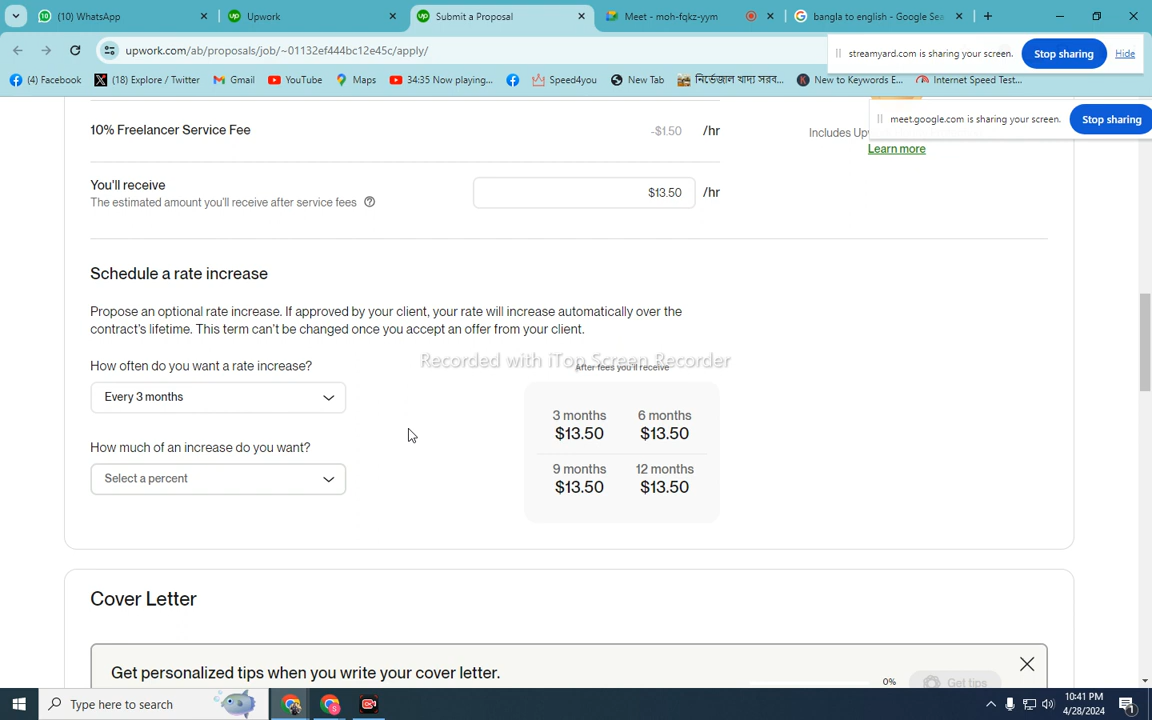 (10) WhatsApp
Upwork
Submit a Proposal
Meet - moh-fqkz-yym
bangla to english - Google Sea
upwork.com/ab/proposals/job/~01132ef444bc12e45c/apply/
streamyard.com is sharing your screen.
Stop sharing
Hide
(4) Facebook
(18) Explore / Twitter
Gmail
YouTube
Maps
34:35 Now playing...
Speed4you
New Tab
নির্ভেজাল খাদ্য সরব...
New to Keywords E...
Internet Speed Test...
meet.google.com is sharing your screen.
Stop sharing
10% Freelancer Service Fee
-$1.50 /hr
Includes
Learn more
You'll receive
The estimated amount you'll receive after service fees
$13.50 /hr
Schedule a rate increase
Propose an optional rate increase. If approved by your client, your rate will increase automatically over the
contract's lifetime. This term can't be changed once you accept an offer from your client.
Recorded with iTop Screen Recorder
How often do you want a rate increase?
After fees you'll receive
Every 3 months
3 months 6 months
$13.50 $13.50
How much of an increase do you want?
9 months 12 months
Select a percent
$13.50 $13.50
Cover Letter
Get personalized tips when you write your cover letter.
0%
Get tips
Type here to search
10:41 PM
4/28/2024
1